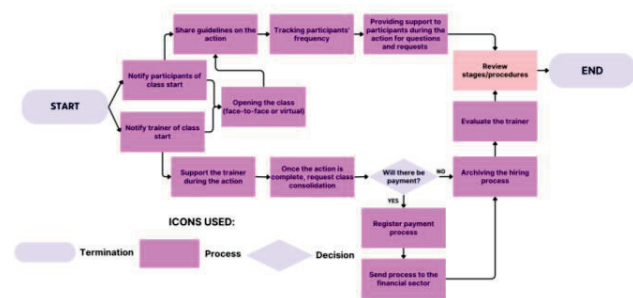 Share guidelines on the
action
Tracking participants'
frequency
Providing support to
participants during the
action for questions
and requests
Review
stages/procedures
END
START
Notify participants of
class start
Notify trainer of class
start
Opening the class
(face-to-face or virtual)
Evaluate the trainer
Support the trainer
during the action
Once the action is
complete, request class
consolidation
Will there be
payment?
NO
Archiving the hiring
process
YES
Register payment
process
Send process to the
financial sector
ICONS USED:
Termination
Process
Decision